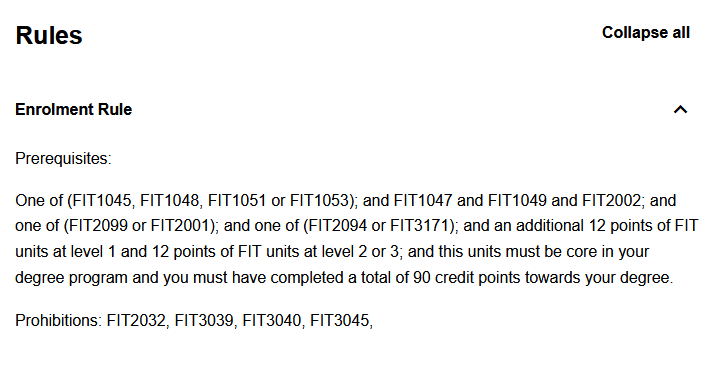 Rules
Collapse all
Enrolment Rule
Prerequisites:
One of (FIT1045, FIT1048, FIT1051 or FIT1053); and FIT1047 and FIT1049 and FIT2002; and
one of (FIT2099 or FIT2001); and one of (FIT2094 or FIT3171); and an additional 12 points of FIT
units at level 1 and 12 points of FIT units at level 2 or 3; and this units must be core in your
degree program and you must have completed a total of 90 credit points towards your degree.
Prohibitions: FIT2032, FIT3039, FIT3040, FIT3045,